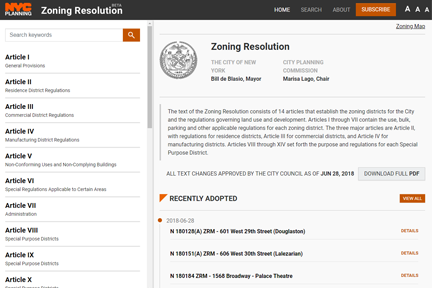 NYC PLANNING
Zoning Resolution BETA
HOME SEARCH ABOUT SUBSCRIBE A A A
Search keywords
Article I
General Provisions
Article II
Residence District Regulations
Article III
Commercial District Regulations
Article IV
Manufacturing District Regulations
Article V
Non-Conforming Uses and Non-Complying Buildings
Article VI
Special Regulations Applicable to Certain Areas
Article VII
Administration
Article VIII
Special Purpose Districts
Article IX
Special Purpose Districts
Article X
Special Purpose Districts
Zoning Map
Zoning Resolution
THE CITY OF NEW
YORK
Bill de Blasio, Mayor
CITY PLANNING
COMMISSION
Marisa Lago, Chair
The text of the Zoning Resolution consists of 14 articles that establish the zoning districts for the City
and the regulations governing land use and development. Articles I through VII contain the use, bulk,
parking and other applicable regulations for each zoning district. The three major articles are Article II,
with regulations for residence districts, Article III for commercial districts, and Article IV for
manufacturing districts. Articles VIII through XIV set forth the purpose and regulations for each Special
Purpose District.
ALL TEXT CHANGES APPROVED BY THE CITY COUNCIL AS OF JUN 28, 2018
DOWNLOAD FULL PDF
RECENTLY ADOPTED
VIEW ALL
2018-06-28
N 180128(A) ZRM - 601 West 29th Street (Douglaston) DETAILS
N 180151(A) ZRM - 606 West 30th Street (Lalezarian) DETAILS
N 180184 ZRM - 1568 Broadway - Palace Theatre DETAILS